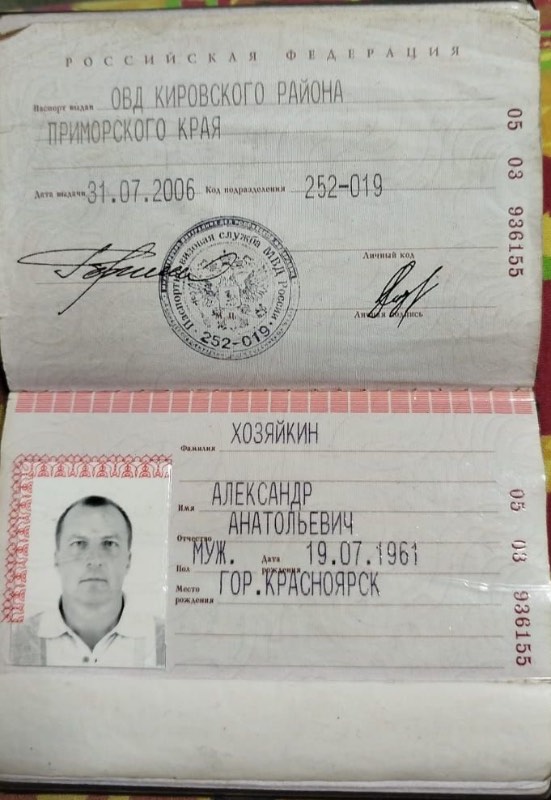 РОССИЙСКАЯ ФЕДЕРАЦИЯ
Паспорт выдан ОВД КИРОВСКОГО РАЙОНА
ПРИМОРСКОГО КРАЯ
Дата выдачи 31.07.2006 Код подразделения 252-019
05 03 936155
Личный код
Личная подпись
Паспортно-визовая служба МВД России
252-019
ХОЗЯЙКИН
Фамилия
АЛЕКСАНДР
Имя
АНАТОЛЬЕВИЧ
Отчество
Пол МУЖ. Дата рождения 19.07.1961
Место рождения ГОР.КРАСНОЯРСК
05 03 936155